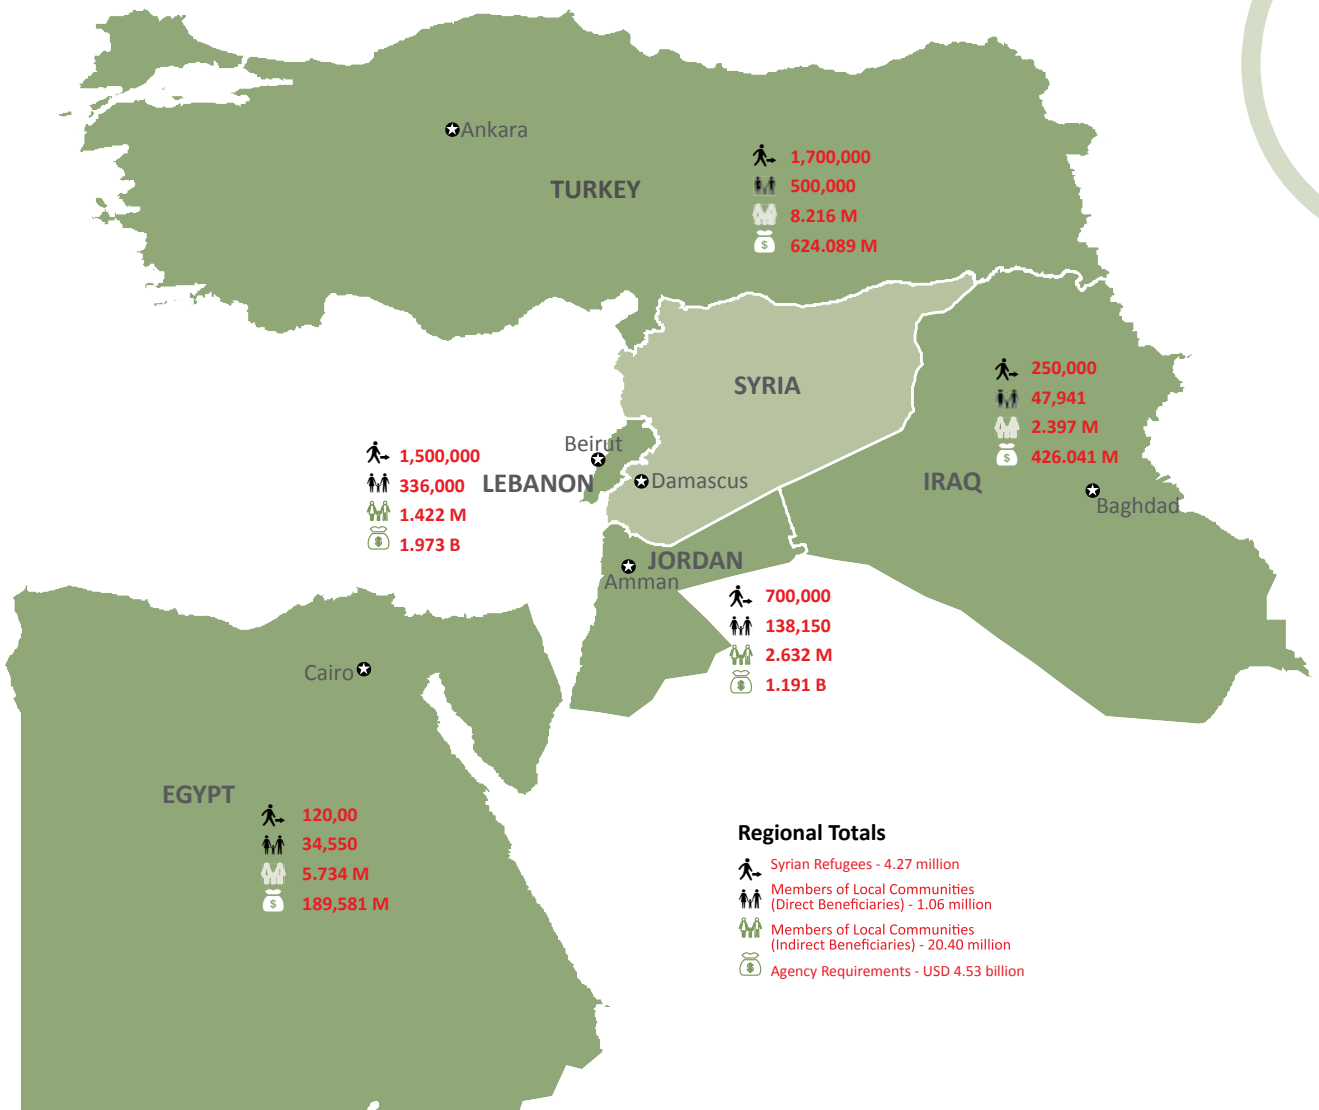 Ankara
TURKEY
1,700,000
500,000
8.216 M
624.089 M
SYRIA
250,000
47,941
2.397 M
426.041 M
IRAQ
Baghdad
Beirut
LEBANON
1,500,000
336,000
1.422 M
1.973 B
Damascus
JORDAN
Amman
700,000
138,150
2.632 M
1.191 B
Cairo
EGYPT
120,00
34,550
5.734 M
189,581 M
Regional Totals
Syrian Refugees - 4.27 million
Members of Local Communities
(Direct Beneficiaries) - 1.06 million
Members of Local Communities
(Indirect Beneficiaries) - 20.40 million
Agency Requirements - USD 4.53 billion